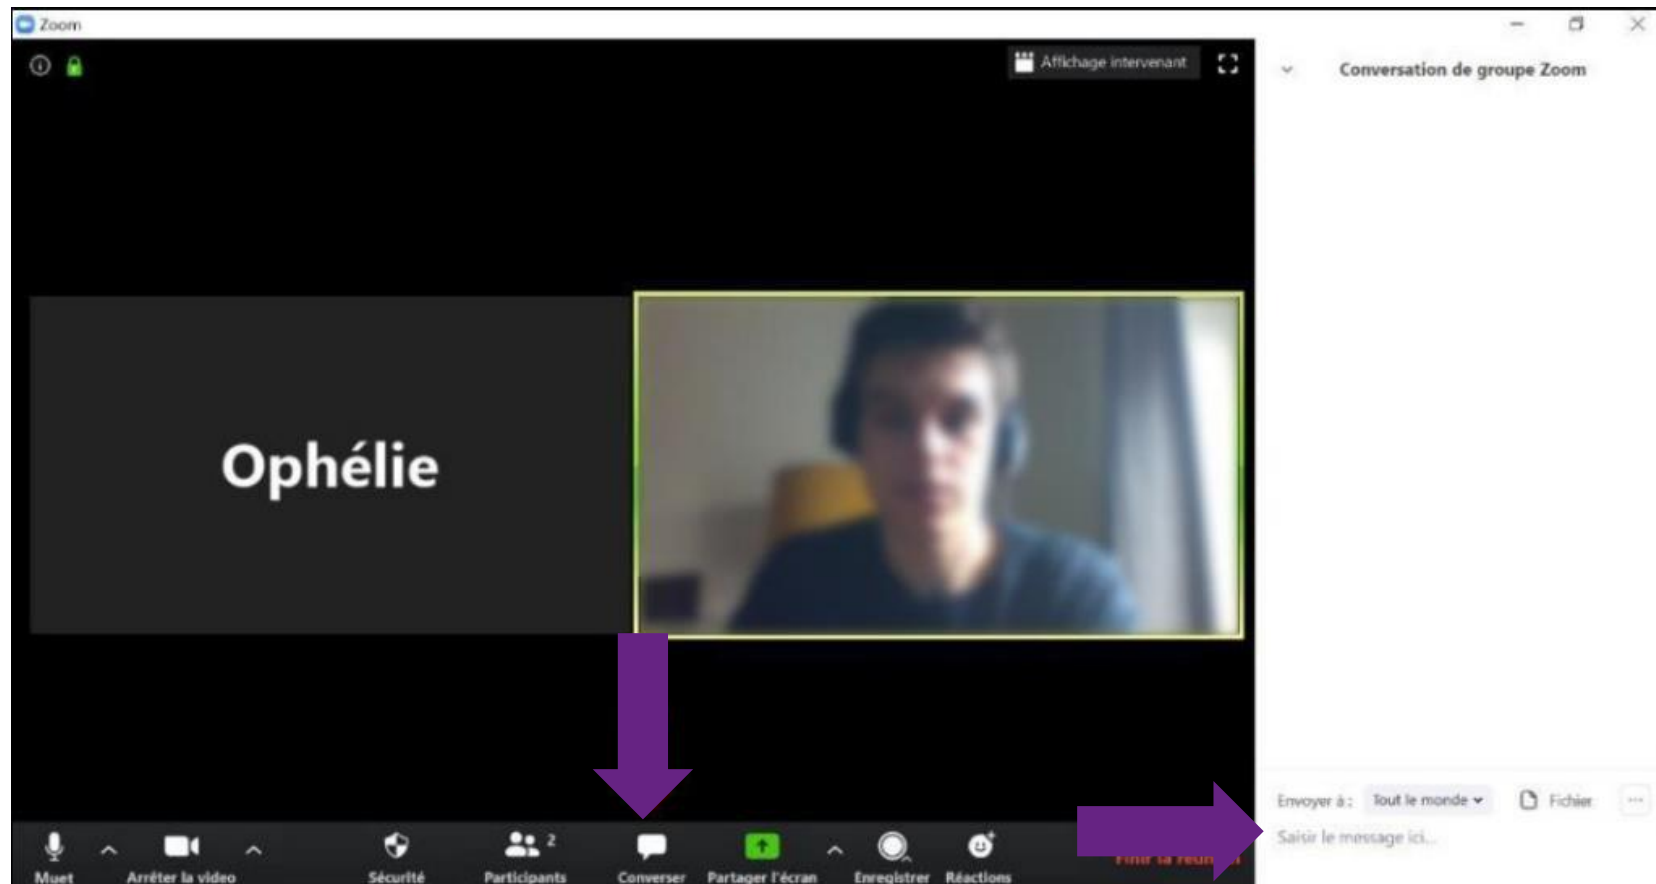 Zoom
Affichage intervenant
Conversation de groupe Zoom
Ophélie
Envoyer à : Tout le monde Fichier
Saisir le message ici...
2
Muet Arrêter la video Sécurité Participants Converser Partager l'écran Enregistrer Réactions